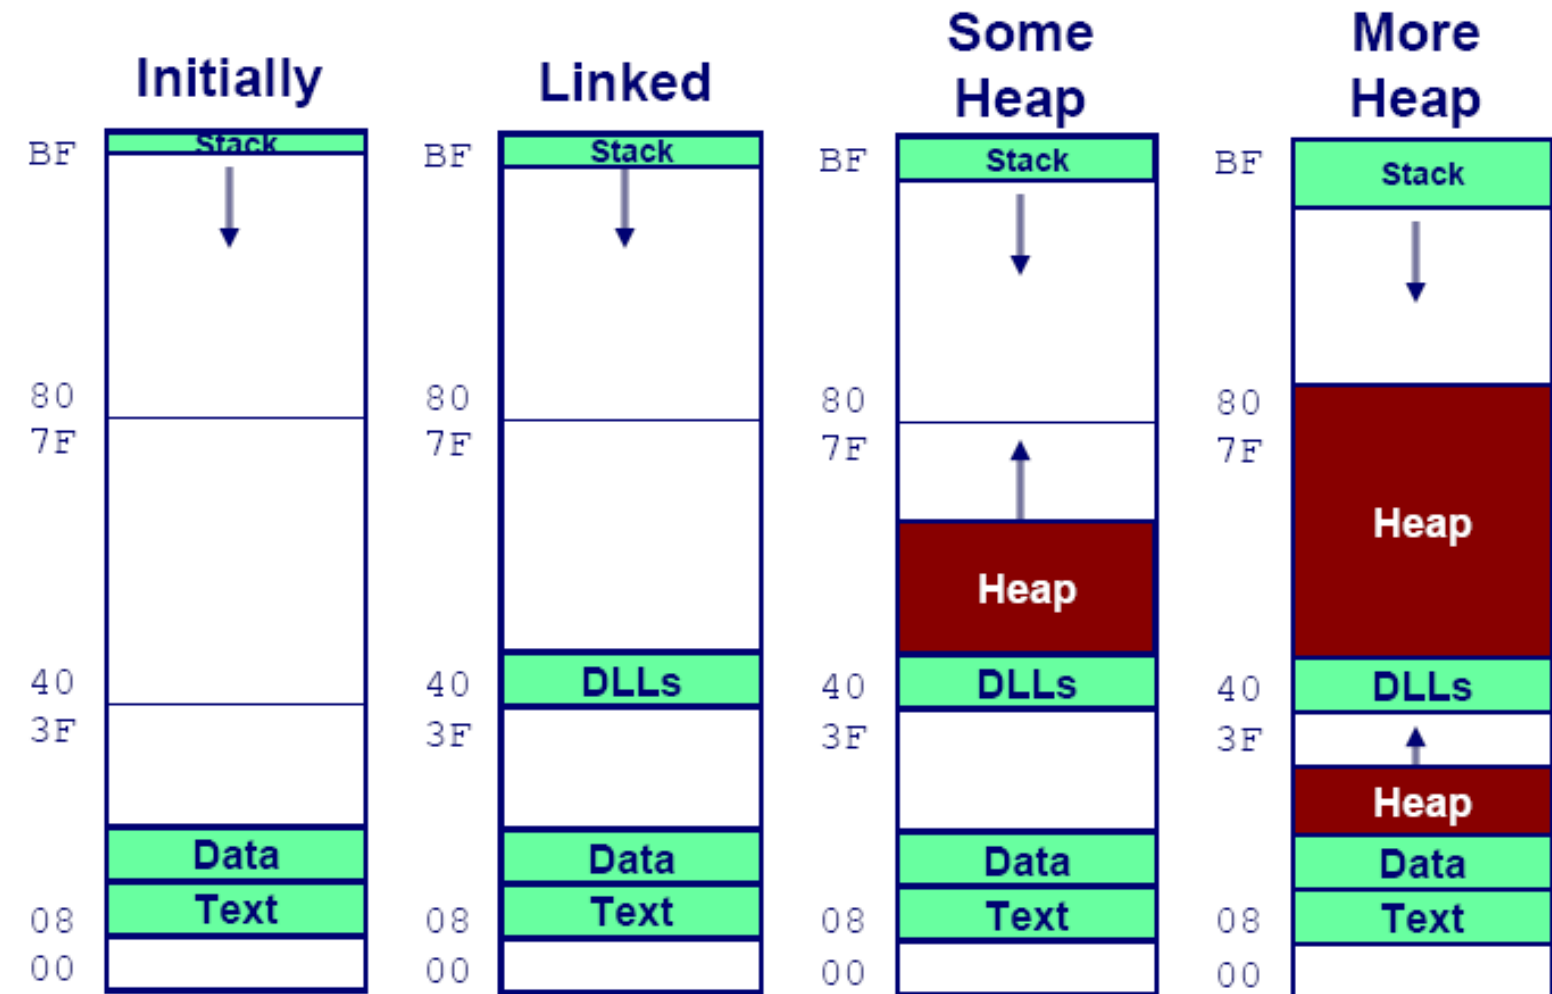 Initially
BF
Stack
80
7F
40
3F
Data
Text
08
00
Linked
BF
Stack
80
7F
DLLs
40
3F
Data
Text
08
00
Some
Heap
BF
Stack
80
7F
Heap
DLLs
40
3F
Data
Text
08
00
More
Heap
BF
Stack
80
7F
Heap
DLLs
40
3F
Heap
Data
Text
08
00